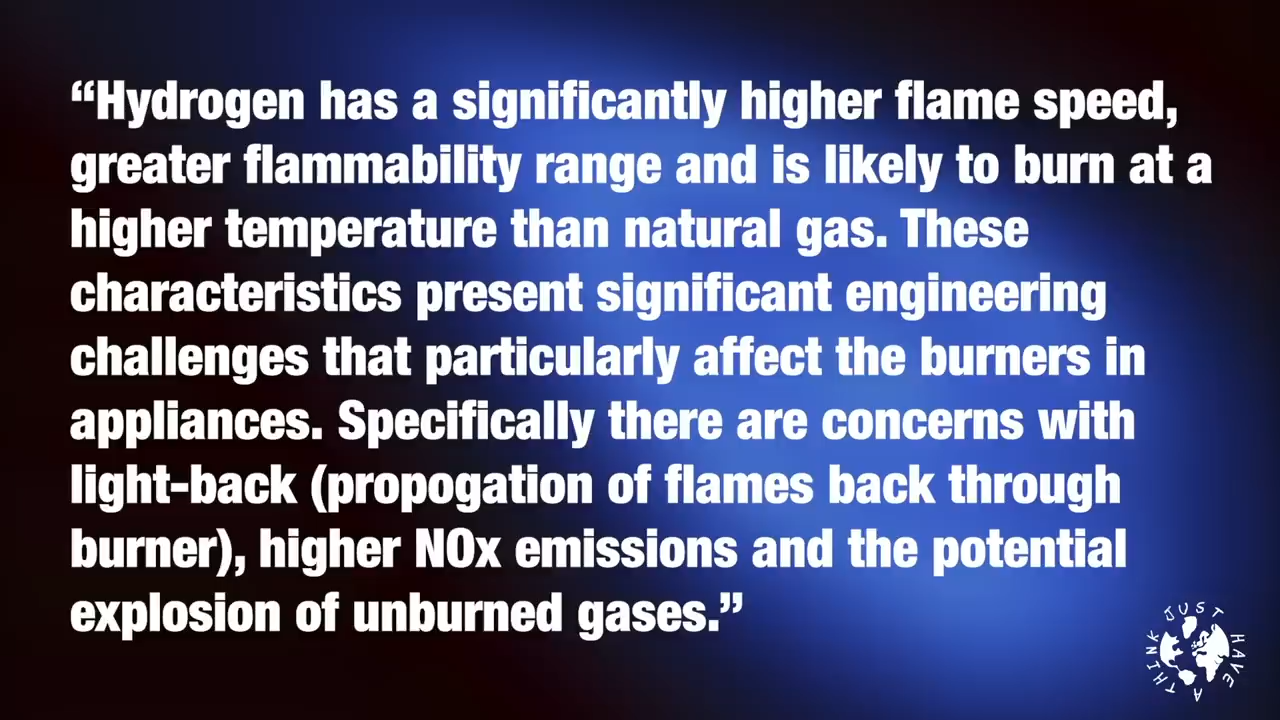 “Hydrogen has a significantly higher flame speed,
greater flammability range and is likely to burn at a
higher temperature than natural gas. These
characteristics present significant engineering
challenges that particularly affect the burners in
appliances. Specifically there are concerns with
light-back (propogation of flames back through
burner), higher NOx emissions and the potential
explosion of unburned gases.”
JUST HAVE A THINK